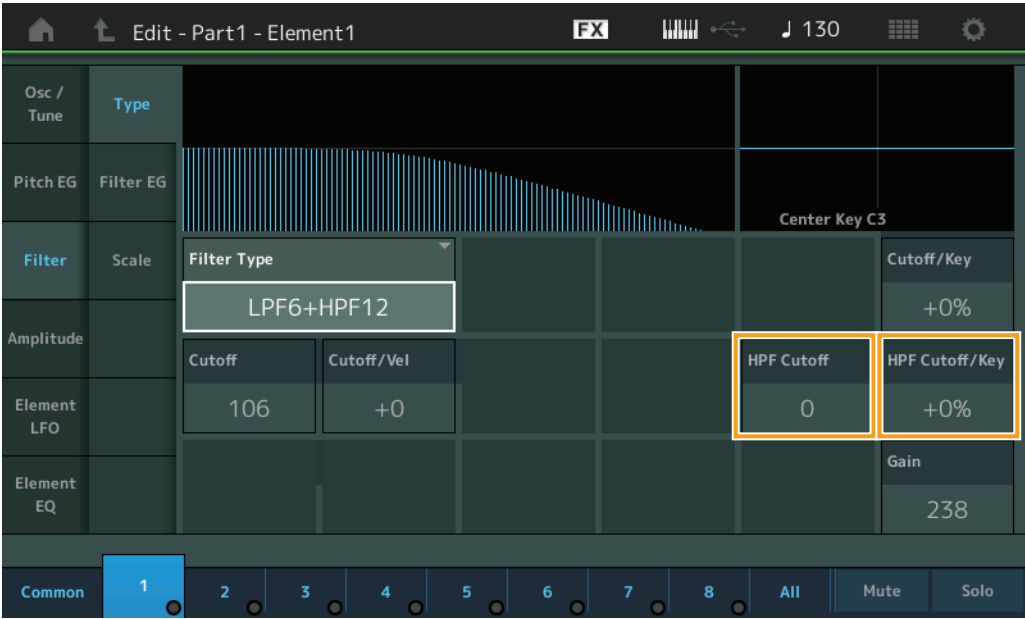 Edit - Part1 - Element1
FX
130
Osc /
Tune
Type
Pitch EG
Filter EG
Center Key C3
Filter
Scale
Filter Type
Cutoff/Key
LPF6+HPF12
+0%
Amplitude
Cutoff
Cutoff/Vel
HPF Cutoff
HPF Cutoff/Key
Element
LFO
106
+0
0
+0%
Element
EQ
Gain
238
Common
1
2
3
4
5
6
7
8
All
Mute
Solo